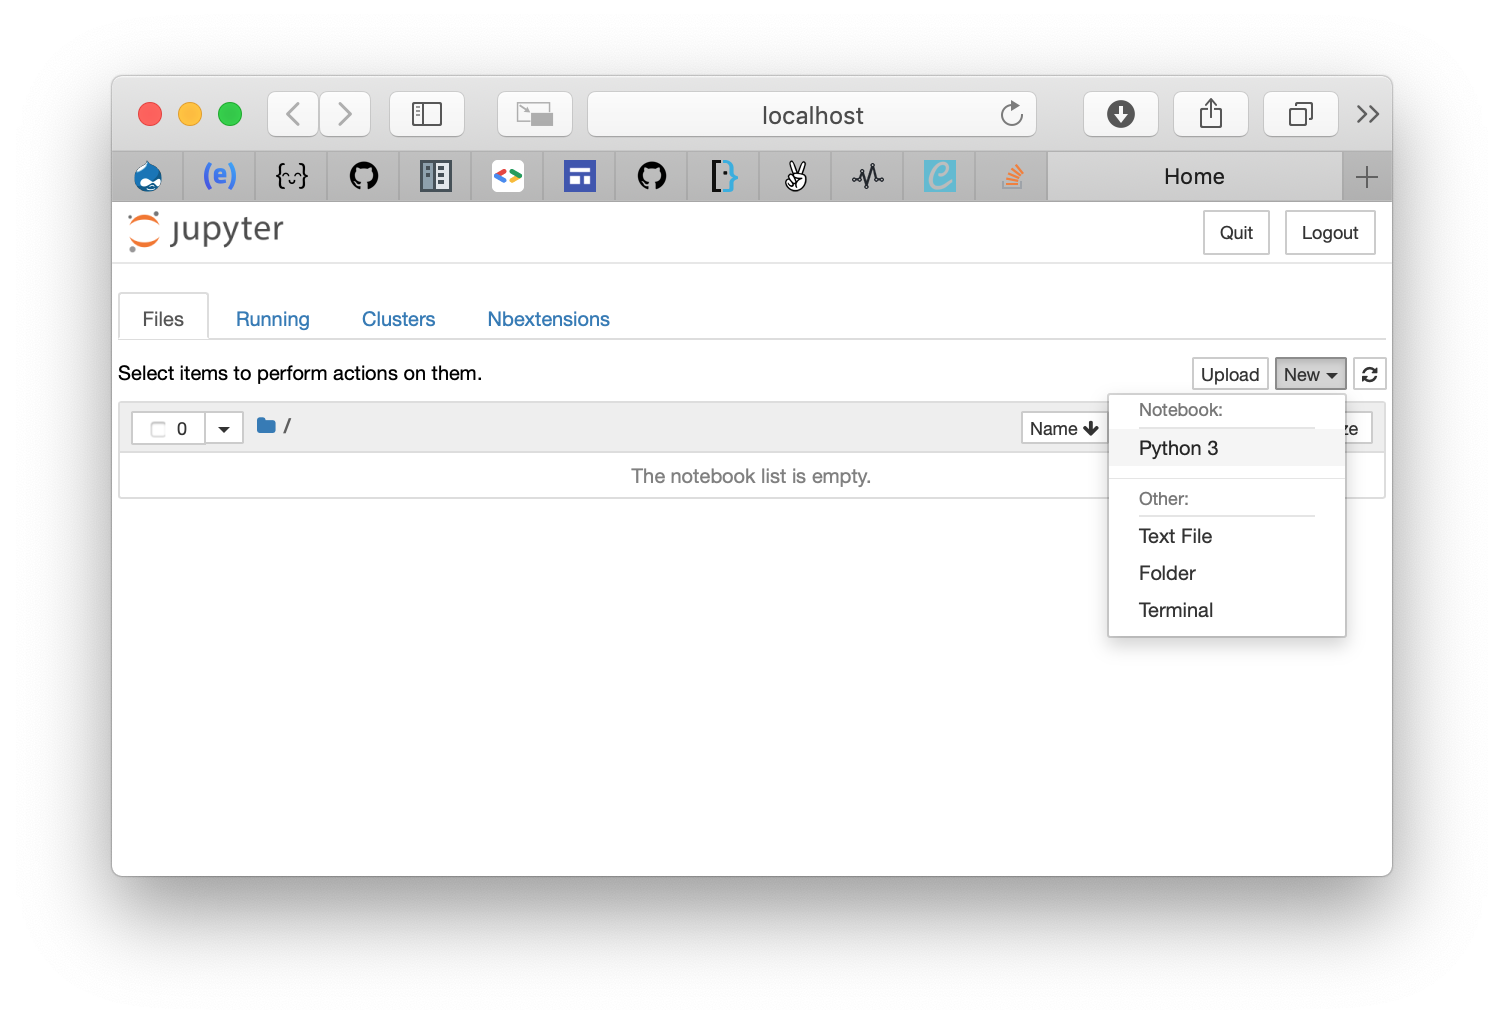 localhost
(e)
Home
jupyter
Quit
Logout
Files
Running
Clusters
Nbextensions
Select items to perform actions on them.
Upload
New
0
/
Name
ze
Notebook:
Python 3
The notebook list is empty.
Other:
Text File
Folder
Terminal